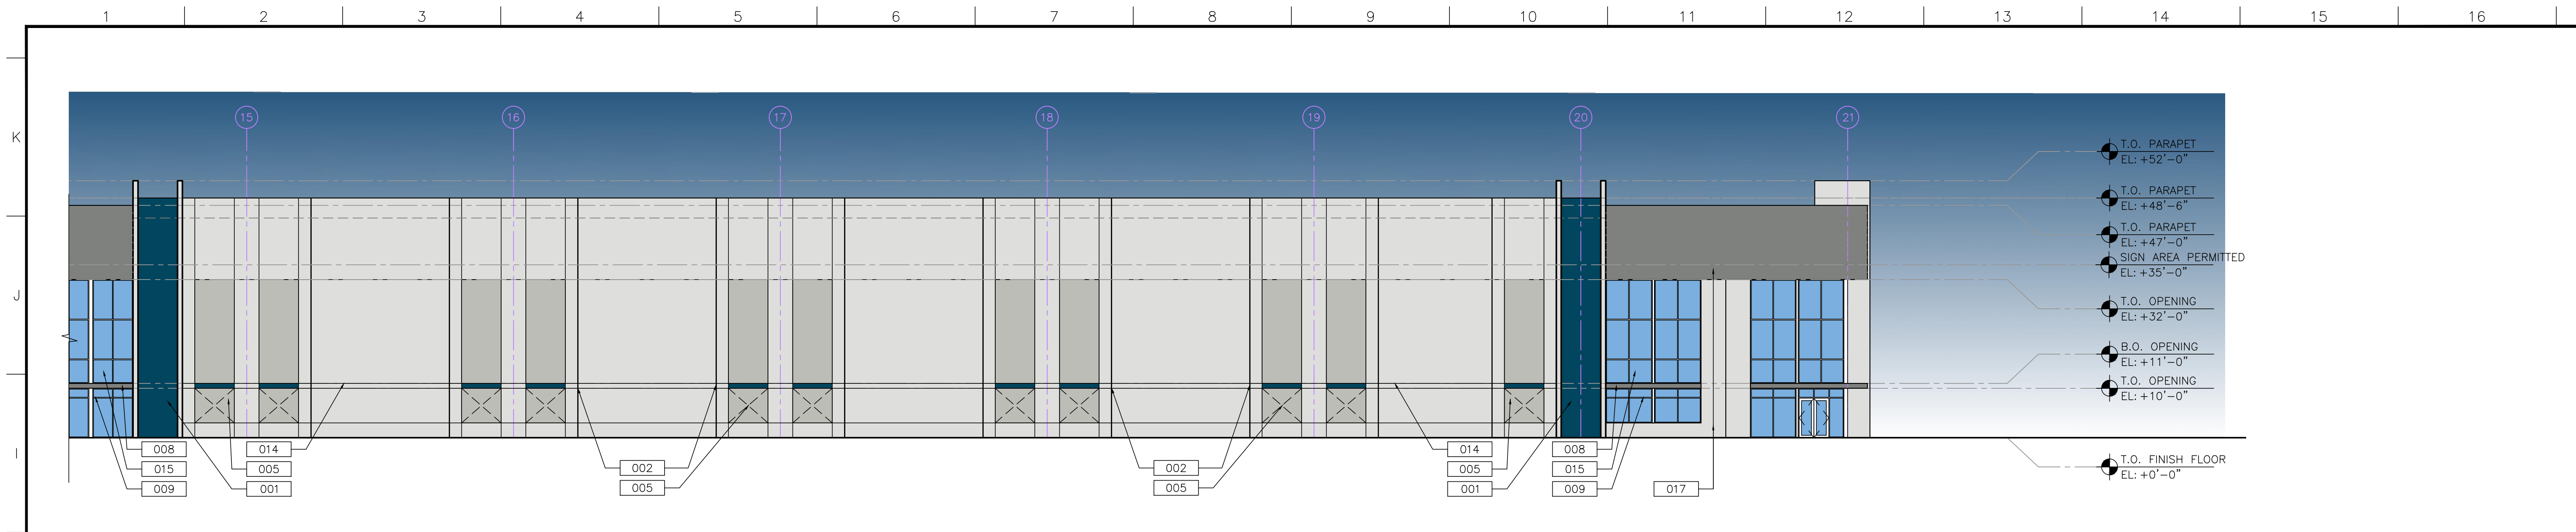 1 2 3 4 5 6 7 8 9 10 11 12 13 14 15 16
K
J
I
15 16 17 18 19 20 21
T.O. PARAPET
EL: +52'-0"
T.O. PARAPET
EL: +48'-6"
T.O. PARAPET
EL: +47'-0"
SIGN AREA PERMITTED
EL: +35'-0"
T.O. OPENING
EL: +32'-0"
B.O. OPENING
EL: +11'-0"
T.O. OPENING
EL: +10'-0"
T.O. FINISH FLOOR
EL: +0'-0"
008 014 014 008
015 005 002 002 005 015
009 001 005 005 001 009 017